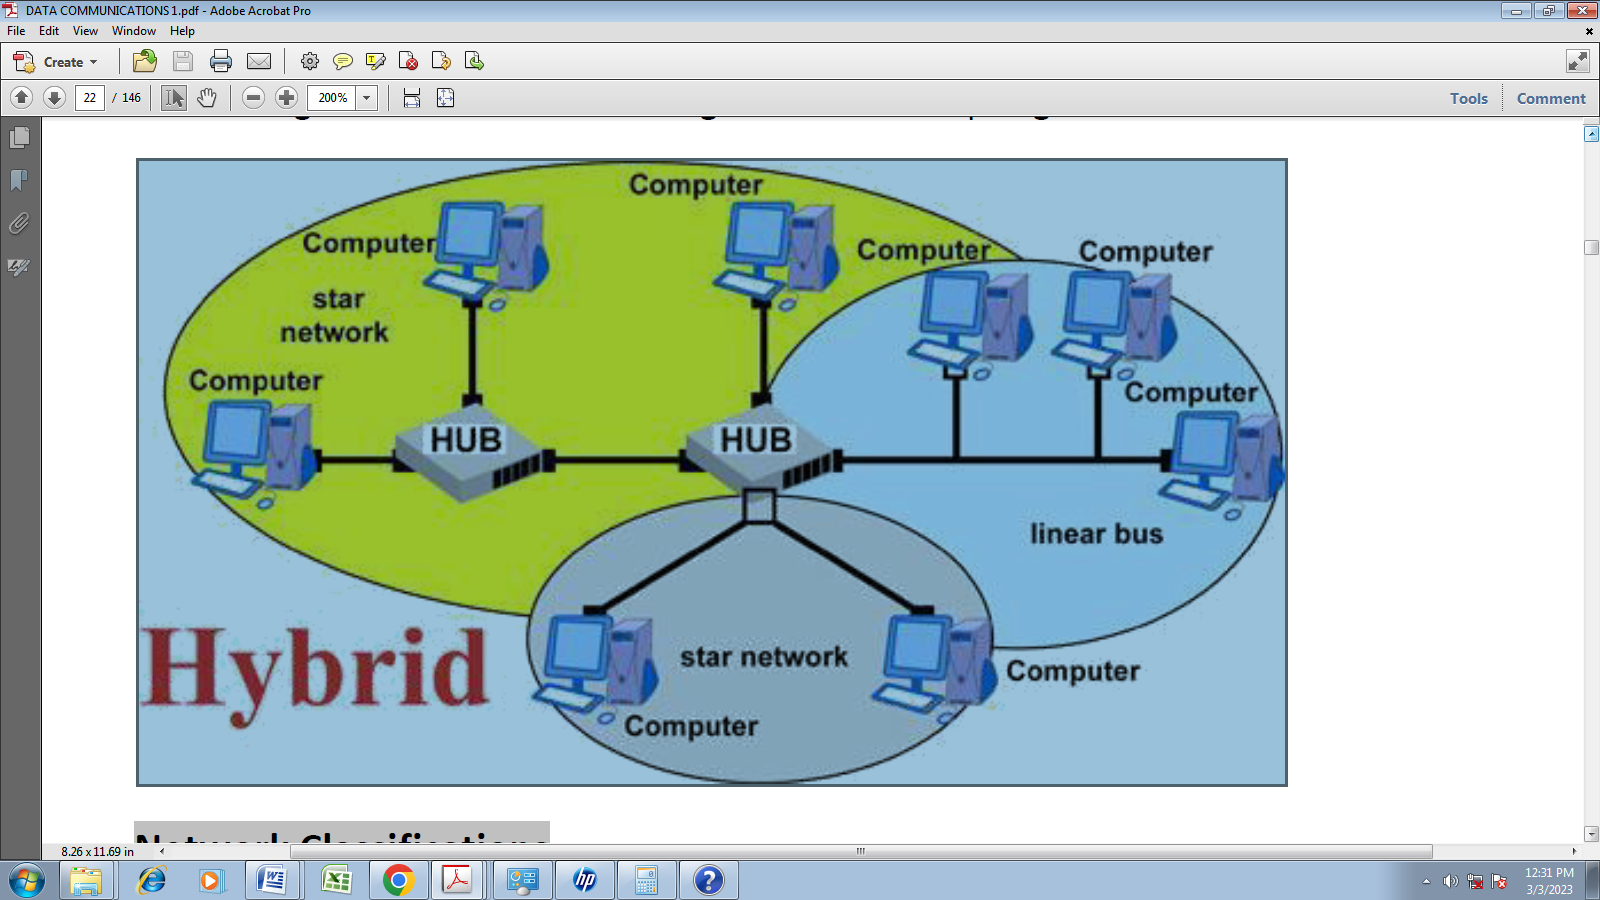 DATA COMMUNICATIONS 1.pdf - Adobe Acrobat Pro
File Edit View Window Help
Create
22 / 146
200%
Tools Comment
Computer
Computer
Computer
Computer
star
network
Computer
Computer
HUB
HUB
linear bus
Hybrid
star network
Computer
Computer
Network Classifications
8.26 x 11.69 in
12:31 PM
3/3/2023